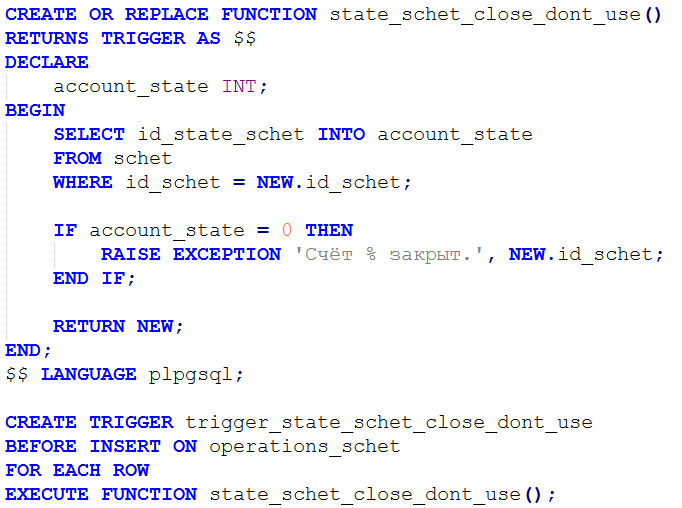 CREATE OR REPLACE FUNCTION state_schet_close_dont_use()
RETURNS TRIGGER AS $$
DECLARE
    account_state INT;
BEGIN
    SELECT id_state_schet INTO account_state
    FROM schet
    WHERE id_schet = NEW.id_schet;

    IF account_state = 0 THEN
        RAISE EXCEPTION 'Счёт % закрыт.', NEW.id_schet;
    END IF;

    RETURN NEW;
END;
$$ LANGUAGE plpgsql;

CREATE TRIGGER trigger_state_schet_close_dont_use
BEFORE INSERT ON operations_schet
FOR EACH ROW
EXECUTE FUNCTION state_schet_close_dont_use();